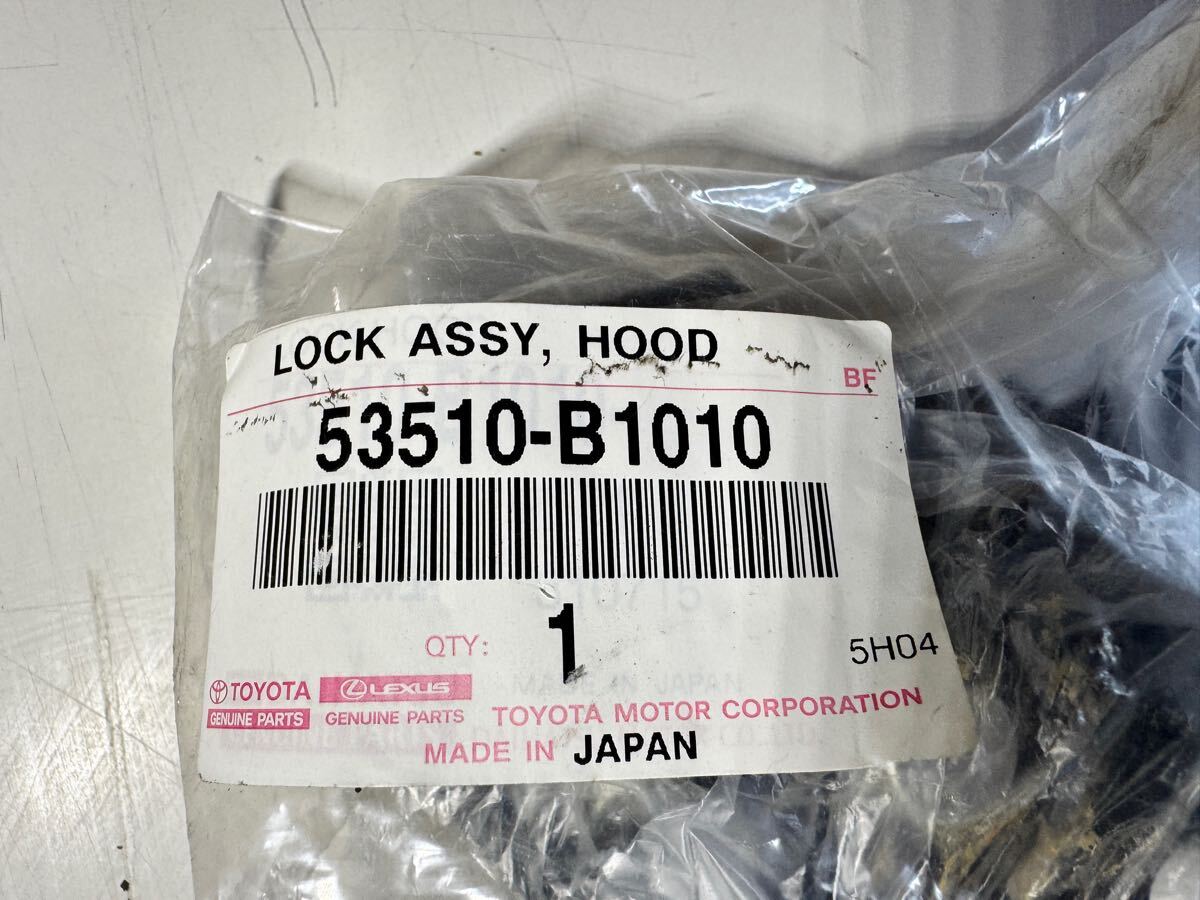 LOCK ASSY, HOOD
BF
53510-B1010
QTY: 1
5H04
TOYOTA LEXUS
GENUINE PARTS GENUINE PARTS TOYOTA MOTOR CORPORATION
MADE IN JAPAN